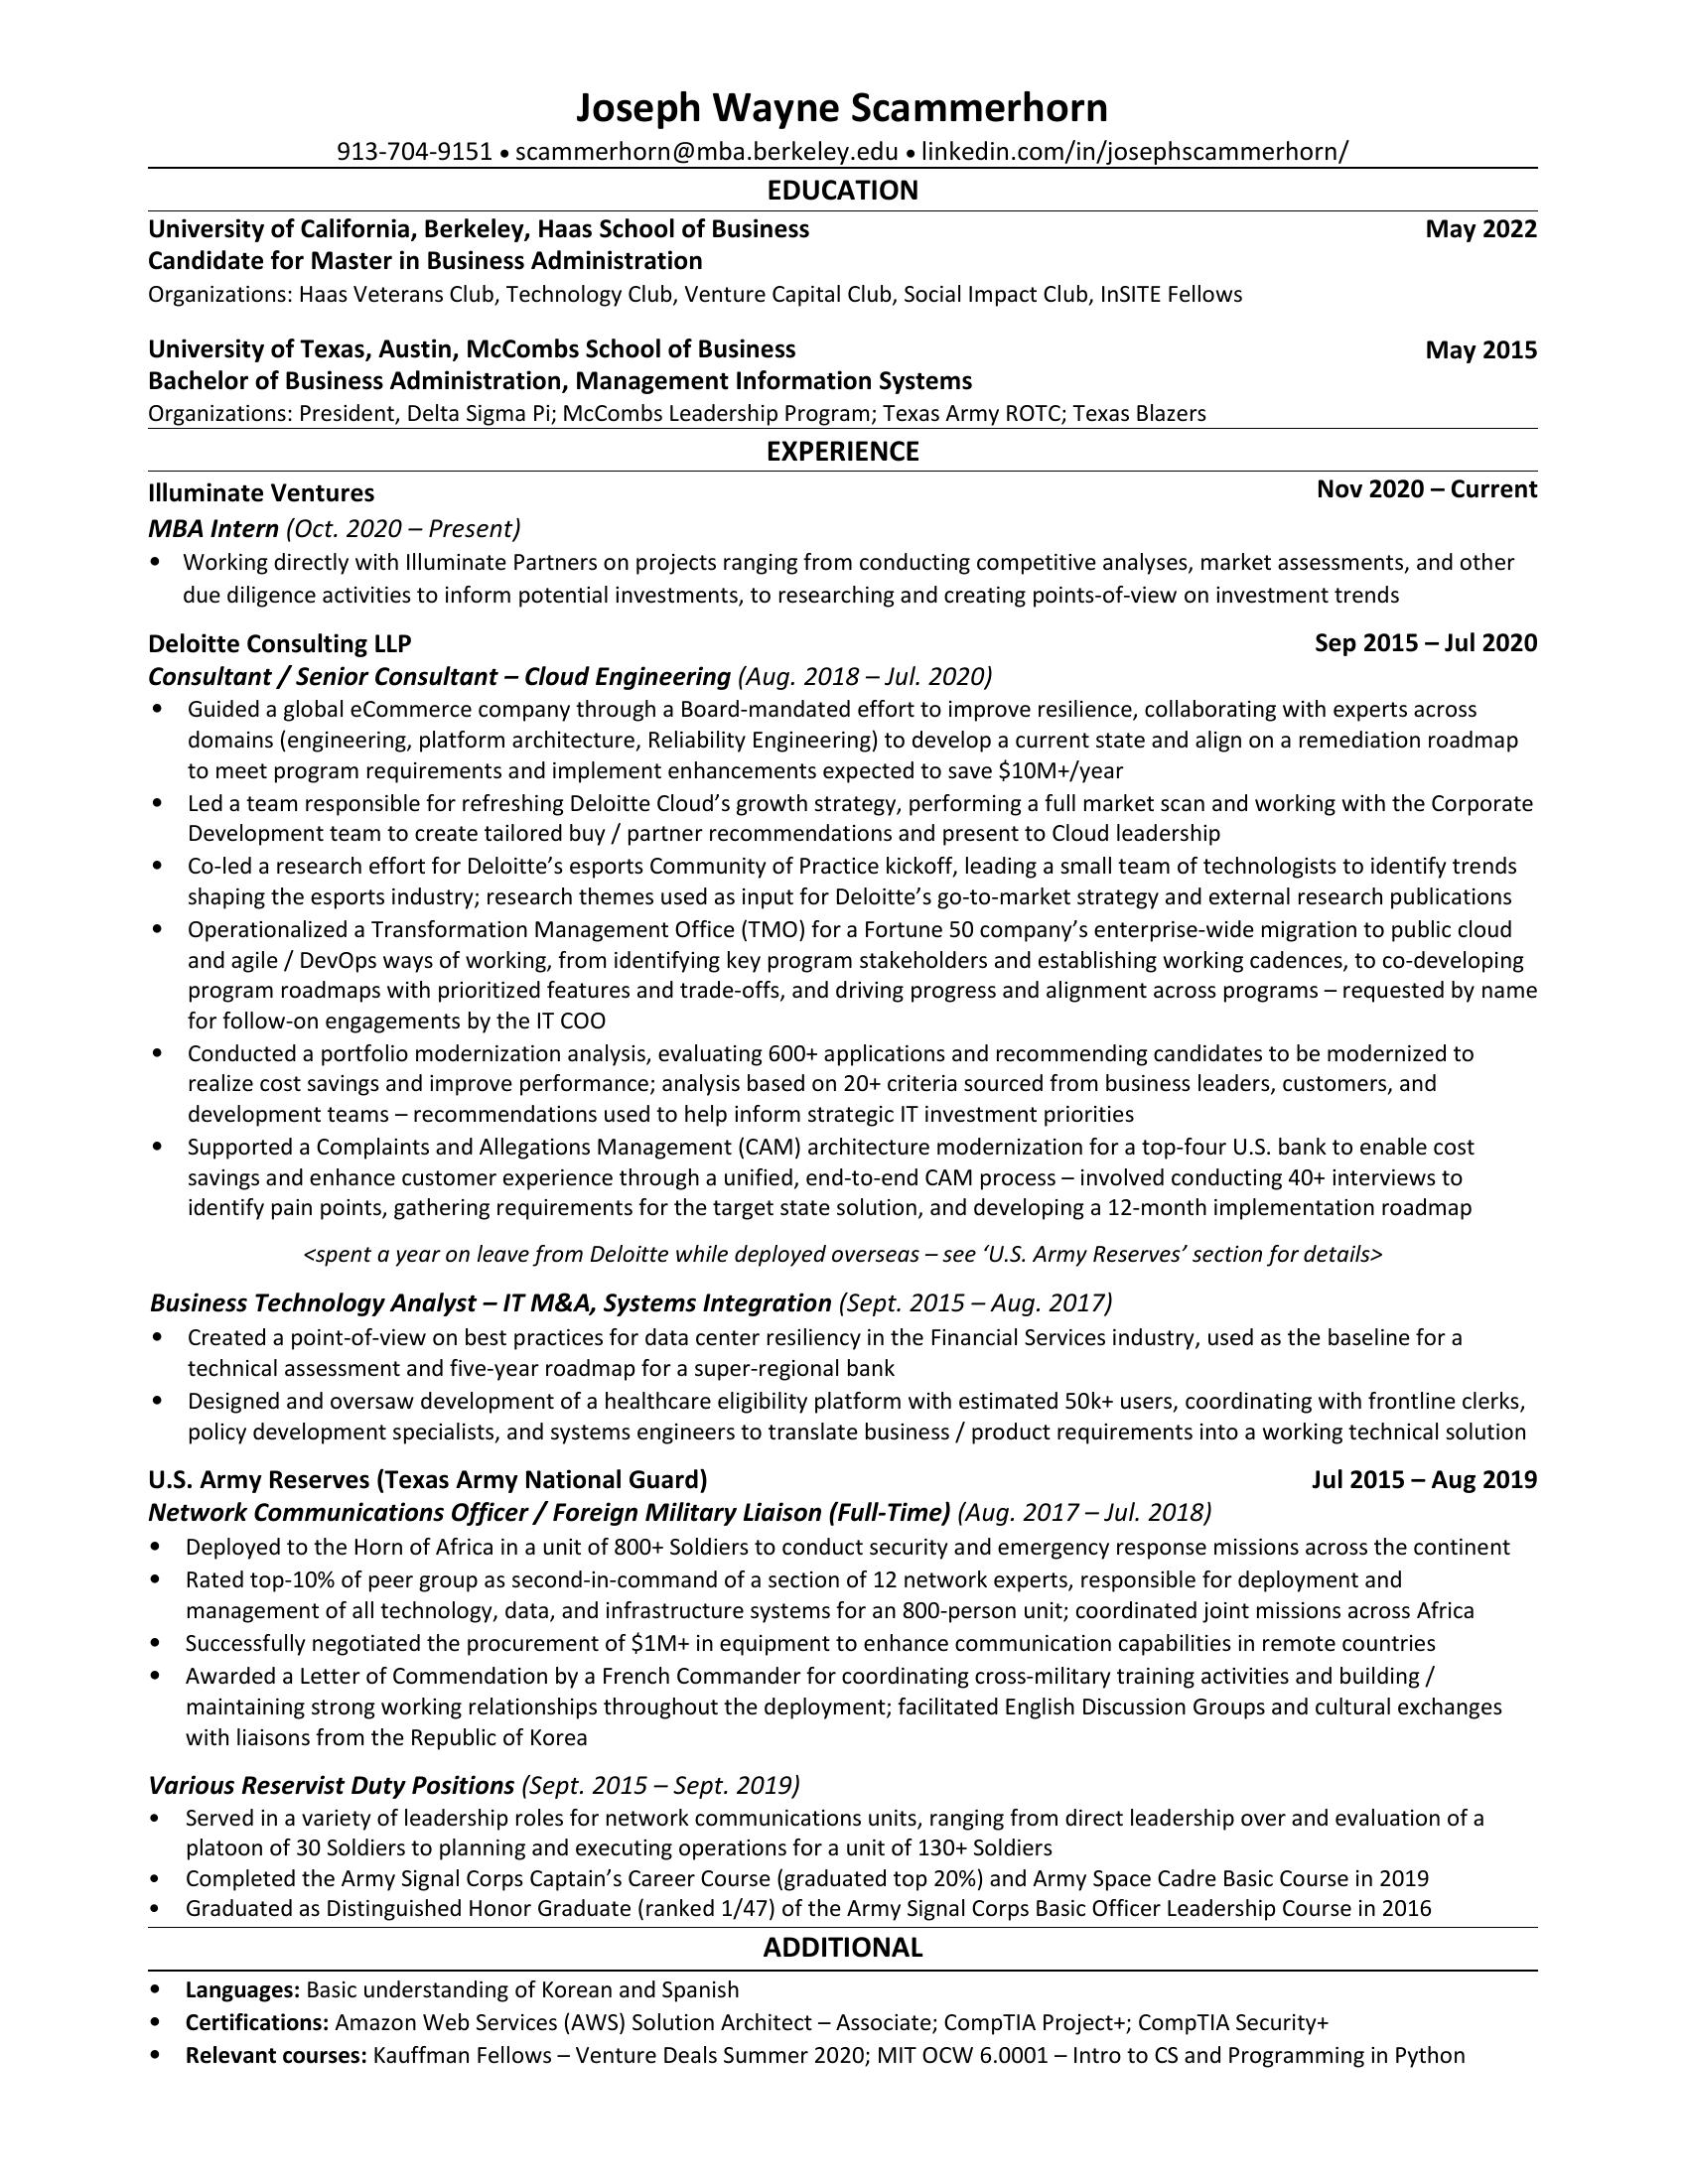 Joseph Wayne Scammerhorn
913-704-9151 • scammerhorn@mba.berkeley.edu • linkedin.com/in/josephscammerhorn/
EDUCATION
University of California, Berkeley, Haas School of Business May 2022
Candidate for Master in Business Administration
Organizations: Haas Veterans Club, Technology Club, Venture Capital Club, Social Impact Club, InSITE Fellows
University of Texas, Austin, McCombs School of Business May 2015
Bachelor of Business Administration, Management Information Systems
Organizations: President, Delta Sigma Pi; McCombs Leadership Program; Texas Army ROTC; Texas Blazers
EXPERIENCE
Illuminate Ventures Nov 2020 – Current
MBA Intern (Oct. 2020 – Present)
• Working directly with Illuminate Partners on projects ranging from conducting competitive analyses, market assessments, and other
due diligence activities to inform potential investments, to researching and creating points-of-view on investment trends
Deloitte Consulting LLP Sep 2015 – Jul 2020
Consultant / Senior Consultant – Cloud Engineering (Aug. 2018 – Jul. 2020)
• Guided a global eCommerce company through a Board-mandated effort to improve resilience, collaborating with experts across
domains (engineering, platform architecture, Reliability Engineering) to develop a current state and align on a remediation roadmap
to meet program requirements and implement enhancements expected to save $10M+/year
• Led a team responsible for refreshing Deloitte Cloud’s growth strategy, performing a full market scan and working with the Corporate
Development team to create tailored buy / partner recommendations and present to Cloud leadership
• Co-led a research effort for Deloitte’s esports Community of Practice kickoff, leading a small team of technologists to identify trends
shaping the esports industry; research themes used as input for Deloitte’s go-to-market strategy and external research publications
• Operationalized a Transformation Management Office (TMO) for a Fortune 50 company’s enterprise-wide migration to public cloud
and agile / DevOps ways of working, from identifying key program stakeholders and establishing working cadences, to co-developing
program roadmaps with prioritized features and trade-offs, and driving progress and alignment across programs – requested by name
for follow-on engagements by the IT COO
• Conducted a portfolio modernization analysis, evaluating 600+ applications and recommending candidates to be modernized to
realize cost savings and improve performance; analysis based on 20+ criteria sourced from business leaders, customers, and
development teams – recommendations used to help inform strategic IT investment priorities
• Supported a Complaints and Allegations Management (CAM) architecture modernization for a top-four U.S. bank to enable cost
savings and enhance customer experience through a unified, end-to-end CAM process – involved conducting 40+ interviews to
identify pain points, gathering requirements for the target state solution, and developing a 12-month implementation roadmap
<spent a year on leave from Deloitte while deployed overseas – see ‘U.S. Army Reserves’ section for details>
Business Technology Analyst – IT M&A, Systems Integration (Sept. 2015 – Aug. 2017)
• Created a point-of-view on best practices for data center resiliency in the Financial Services industry, used as the baseline for a
technical assessment and five-year roadmap for a super-regional bank
• Designed and oversaw development of a healthcare eligibility platform with estimated 50k+ users, coordinating with frontline clerks,
policy development specialists, and systems engineers to translate business / product requirements into a working technical solution
U.S. Army Reserves (Texas Army National Guard) Jul 2015 – Aug 2019
Network Communications Officer / Foreign Military Liaison (Full-Time) (Aug. 2017 – Jul. 2018)
• Deployed to the Horn of Africa in a unit of 800+ Soldiers to conduct security and emergency response missions across the continent
• Rated top-10% of peer group as second-in-command of a section of 12 network experts, responsible for deployment and
management of all technology, data, and infrastructure systems for an 800-person unit; coordinated joint missions across Africa
• Successfully negotiated the procurement of $1M+ in equipment to enhance communication capabilities in remote countries
• Awarded a Letter of Commendation by a French Commander for coordinating cross-military training activities and building /
maintaining strong working relationships throughout the deployment; facilitated English Discussion Groups and cultural exchanges
with liaisons from the Republic of Korea
Various Reservist Duty Positions (Sept. 2015 – Sept. 2019)
• Served in a variety of leadership roles for network communications units, ranging from direct leadership over and evaluation of a
platoon of 30 Soldiers to planning and executing operations for a unit of 130+ Soldiers
• Completed the Army Signal Corps Captain’s Career Course (graduated top 20%) and Army Space Cadre Basic Course in 2019
• Graduated as Distinguished Honor Graduate (ranked 1/47) of the Army Signal Corps Basic Officer Leadership Course in 2016
ADDITIONAL
• Languages: Basic understanding of Korean and Spanish
• Certifications: Amazon Web Services (AWS) Solution Architect – Associate; CompTIA Project+; CompTIA Security+
• Relevant courses: Kauffman Fellows – Venture Deals Summer 2020; MIT OCW 6.0001 – Intro to CS and Programming in Python